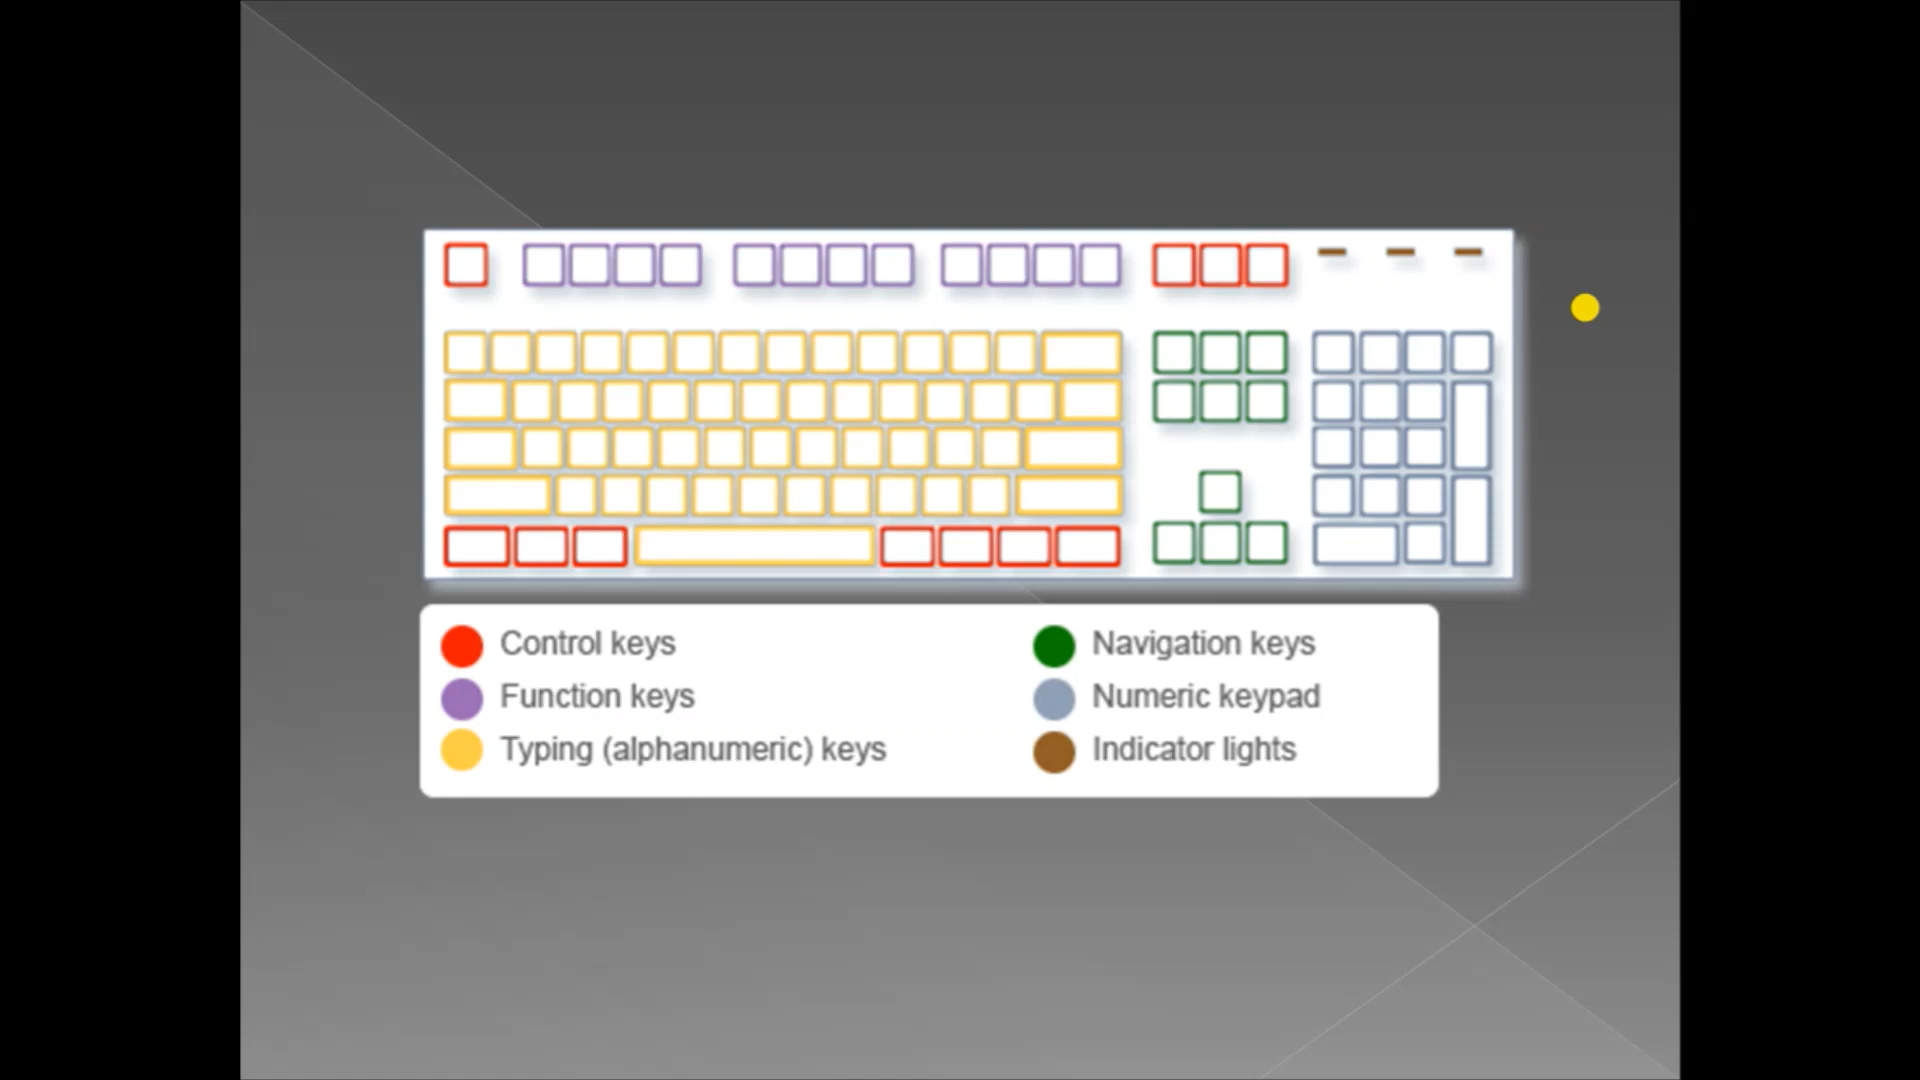 Control keys
Function keys
Typing (alphanumeric) keys
Navigation keys
Numeric keypad
Indicator lights